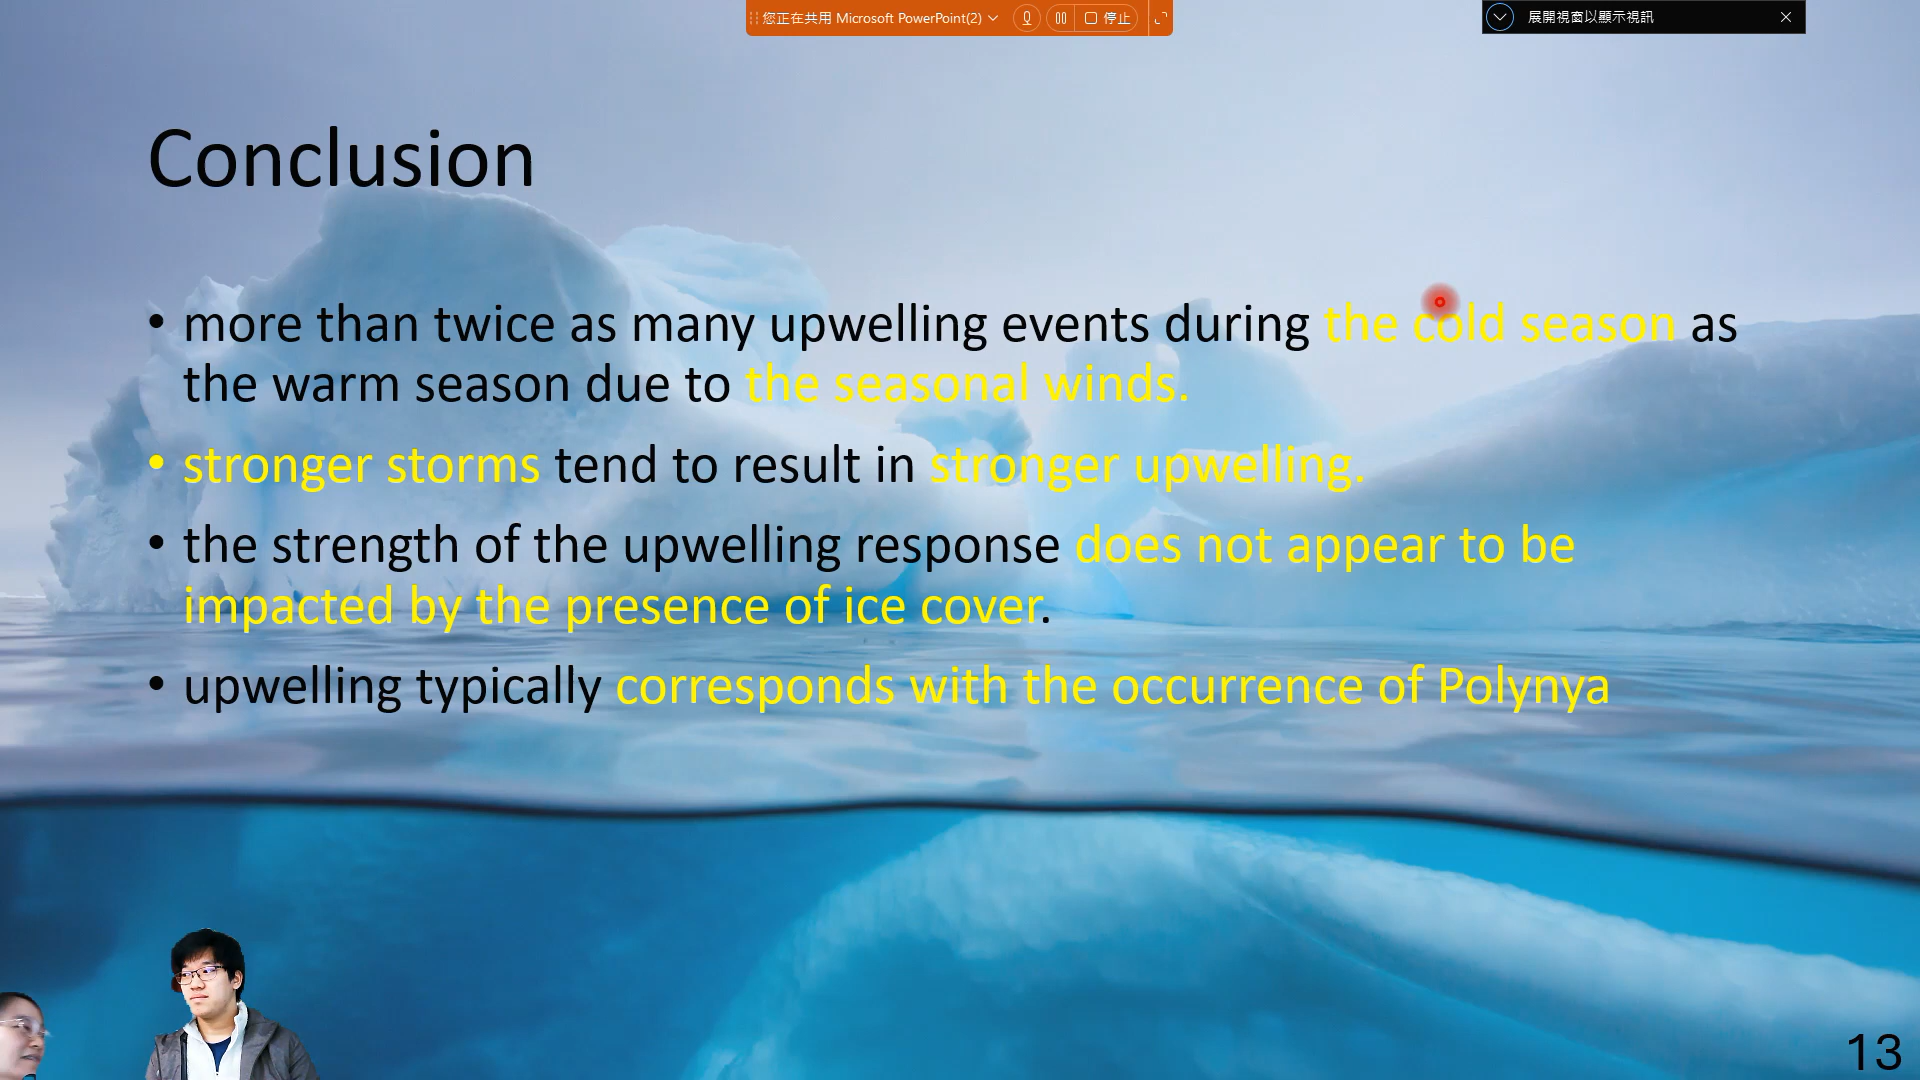 您正在共用 Microsoft PowerPoint(2)
停止
展開視窗以顯示視訊
Conclusion
• more than twice as many upwelling events during the cold season as
the warm season due to the seasonal winds.
• stronger storms tend to result in stronger upwelling.
• the strength of the upwelling response does not appear to be
impacted by the presence of ice cover.
• upwelling typically corresponds with the occurrence of Polynya
13